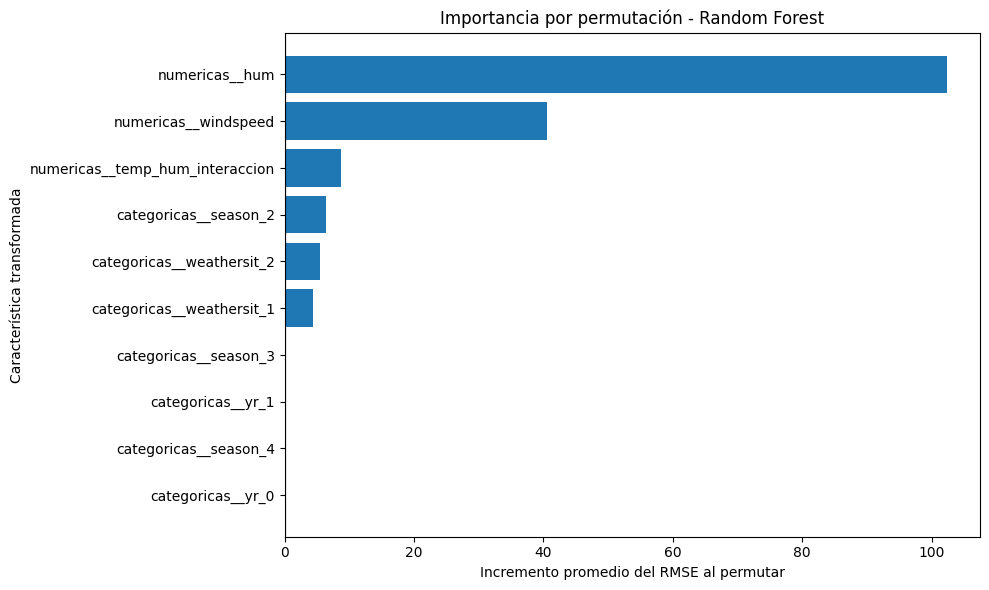 Importancia por permutación - Random Forest
Característica transformada
numericas__hum
numericas__windspeed
numericas__temp_hum_interaccion
categoricas__season_2
categoricas__weathersit_2
categoricas__weathersit_1
categoricas__season_3
categoricas__yr_1
categoricas__season_4
categoricas__yr_0
0 20 40 60 80 100
Incremento promedio del RMSE al permutar